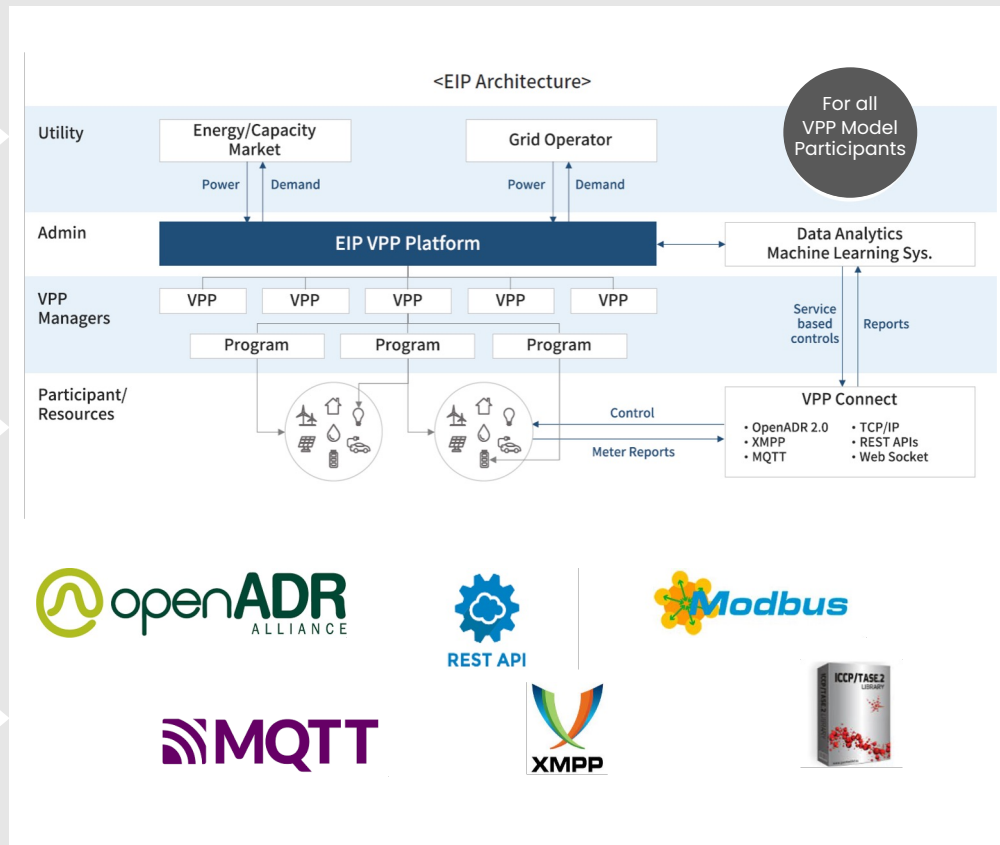 <EIP Architecture>
For all
VPP Model
Participants
Utility
Energy/Capacity
Market
Grid Operator
Power
Demand
Power
Demand
Admin
EIP VPP Platform
Data Analytics
Machine Learning Sys.
VPP
Managers
VPP
VPP
VPP
VPP
VPP
Program
Program
Program
Service
based
controls
Reports
Participant/
Resources
Control
Meter Reports
VPP Connect
• OpenADR 2.0
• XMPP
• MQTT
• TCP/IP
• REST APIs
• Web Socket
openADR
ALLIANCE
REST API
Modbus
MQTT
XMPP
ICCP/TASE.2
LIBRARY